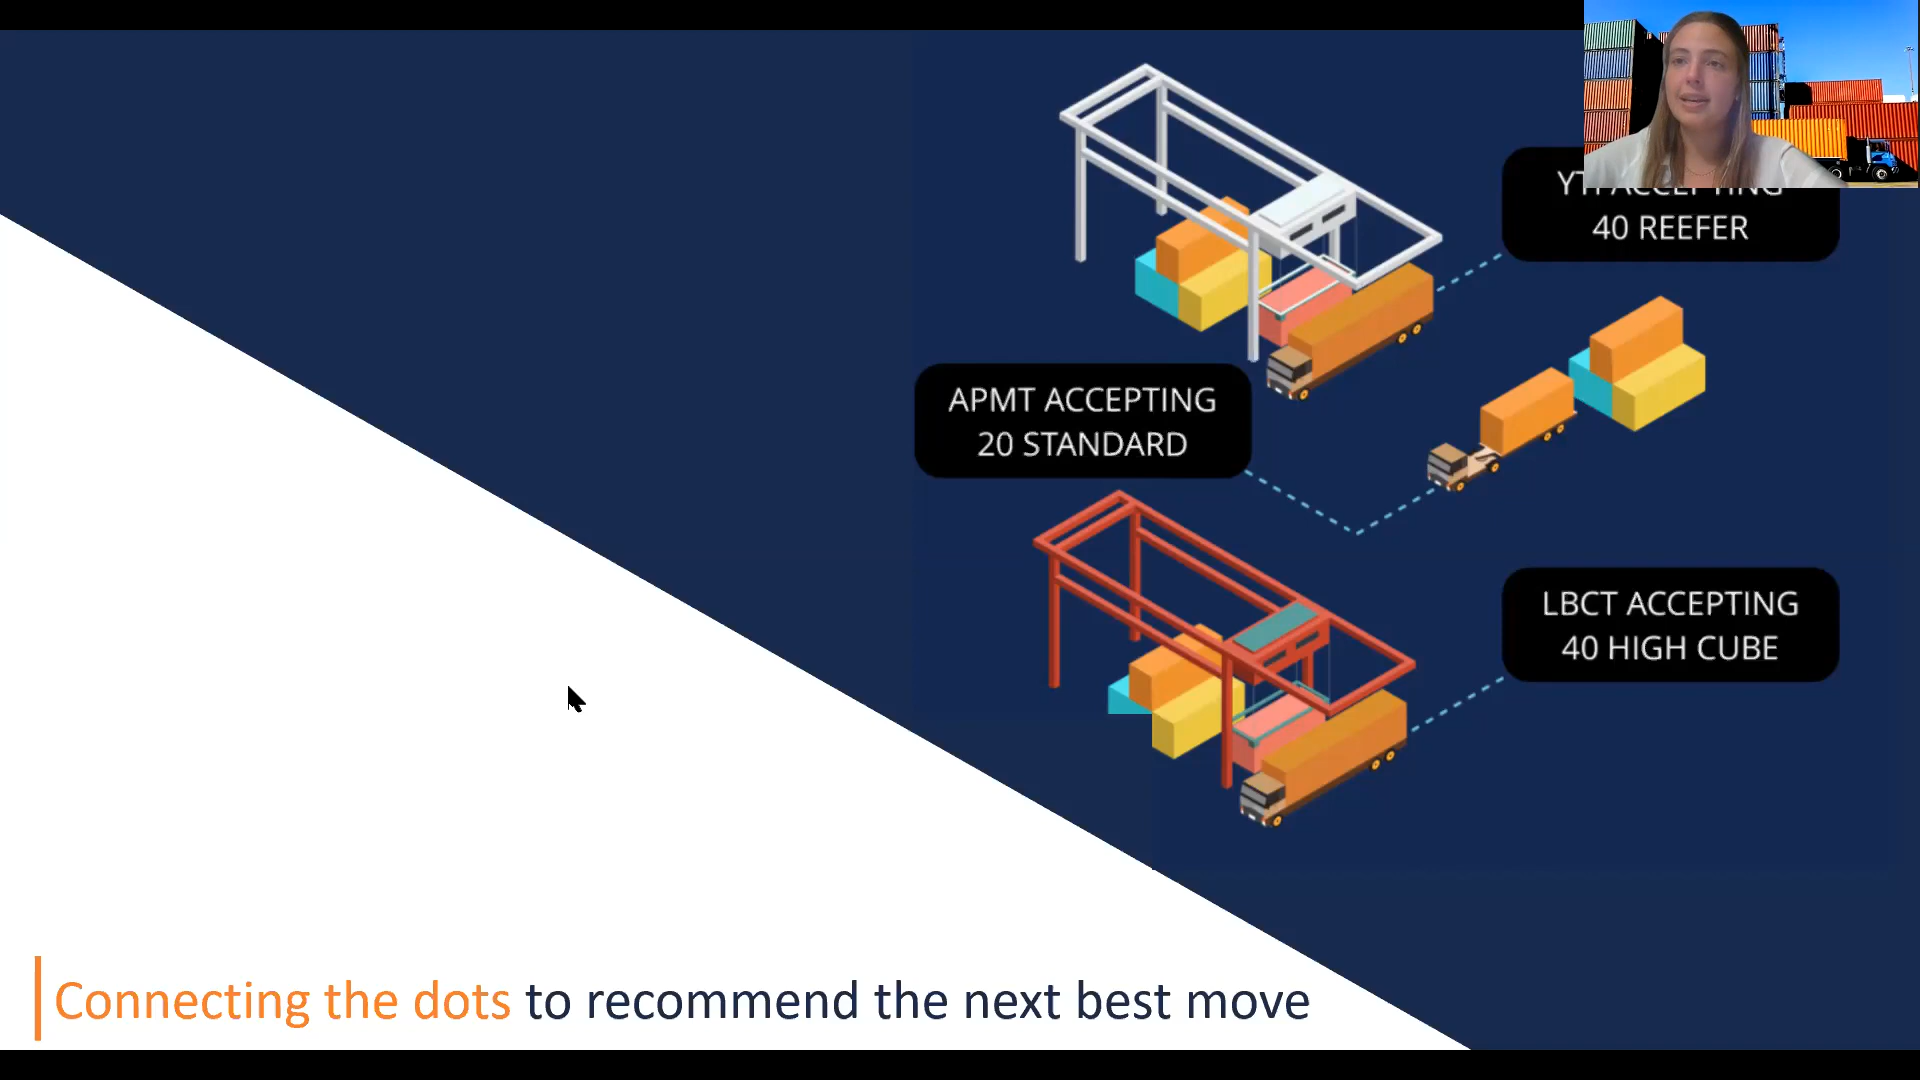 ACCEPTING
40 REEFER
APMT ACCEPTING
20 STANDARD
LBCT ACCEPTING
40 HIGH CUBE
Connecting the dots to recommend the next best move